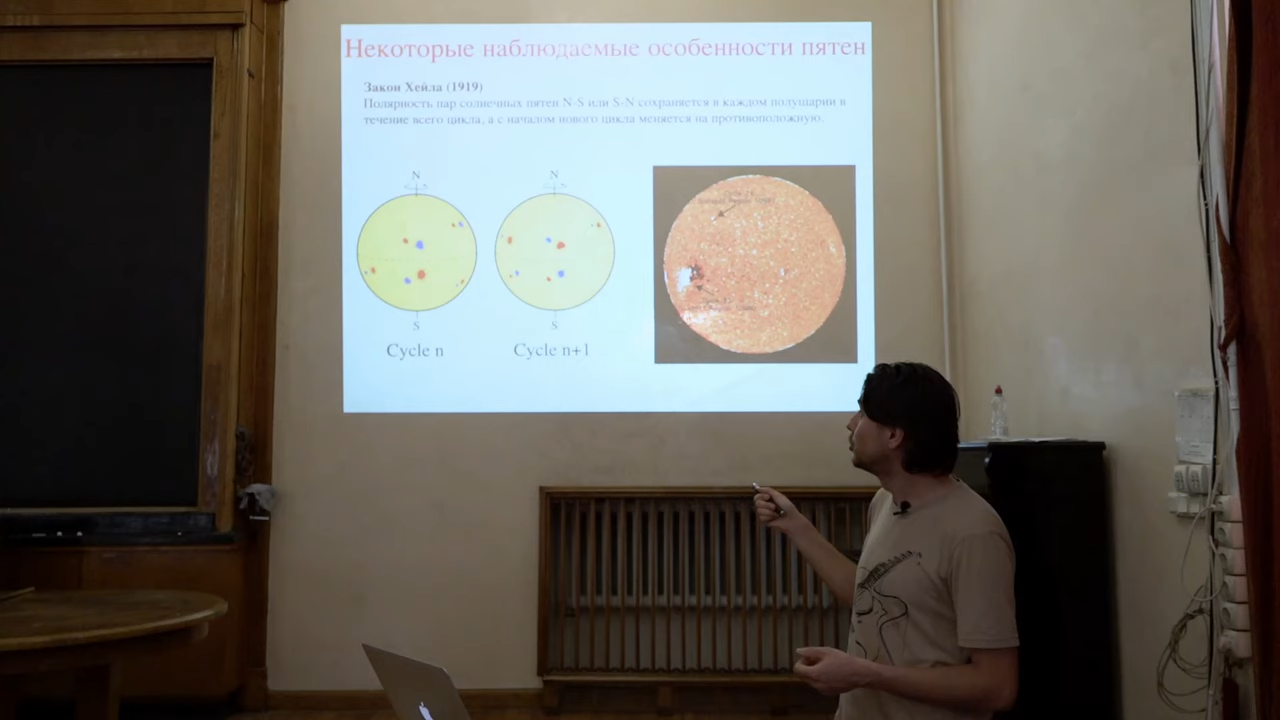 Некоторые наблюдаемые особенности пятен
Закон Хейла (1919)
Полярность пар солнечных пятен N-S или S-N сохраняется в каждом полушарии в
течение всего цикла, а с началом нового цикла меняется на противоположную.
N
N
S
S
Cycle n
Cycle n+1